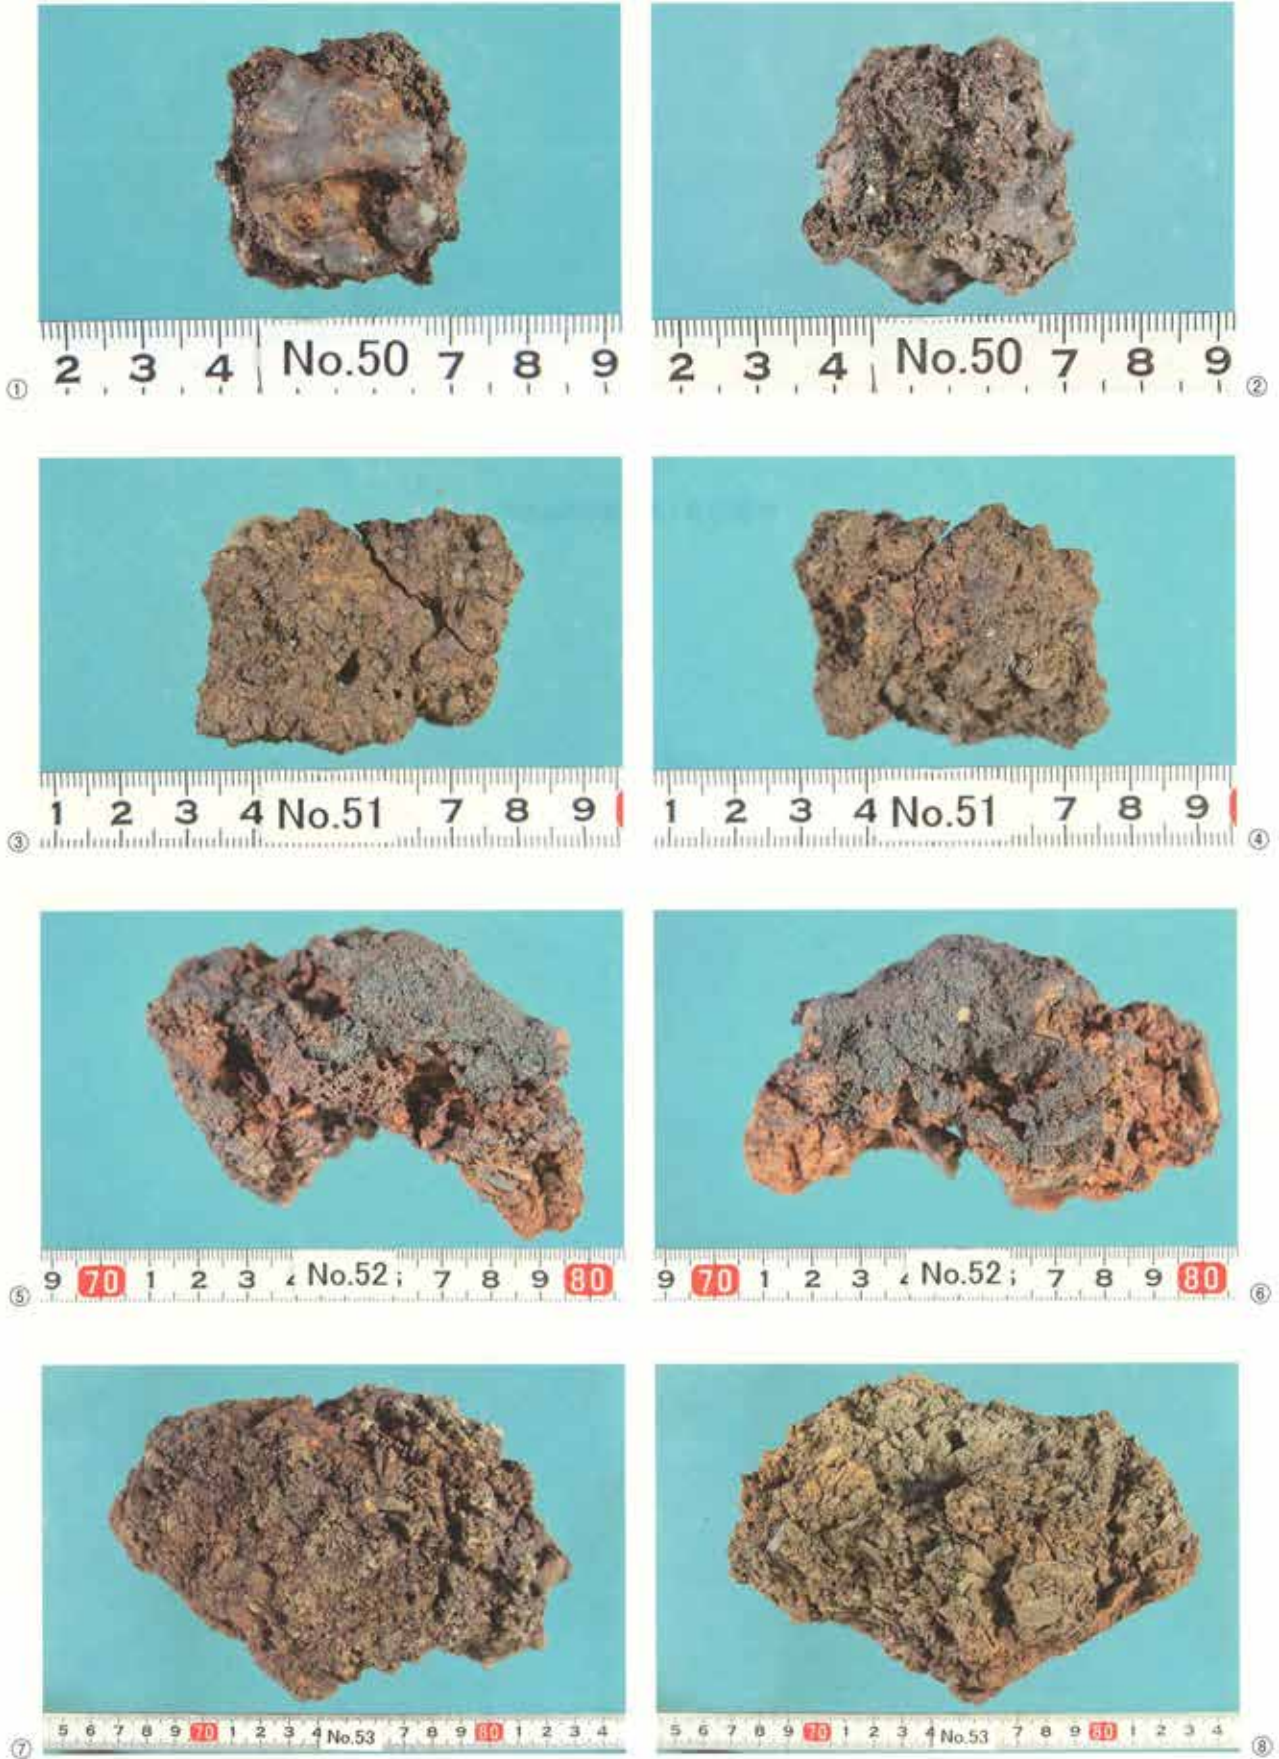 2 3 4 No.50 7 8 9
①
2 3 4 No.50 7 8 9
②
1 2 3 4 No.51 7 8 9
③
1 2 3 4 No.51 7 8 9
④
9 70 1 2 3 No.52 7 8 9 80
⑤
9 70 1 2 3 No.52 7 8 9 80
⑥
5 6 7 8 9 70 1 2 3 4 No.53 7 8 9 80 1 2 3 4
⑦
5 6 7 8 9 70 1 2 3 4 No.53 7 8 9 80 1 2 3 4
⑧